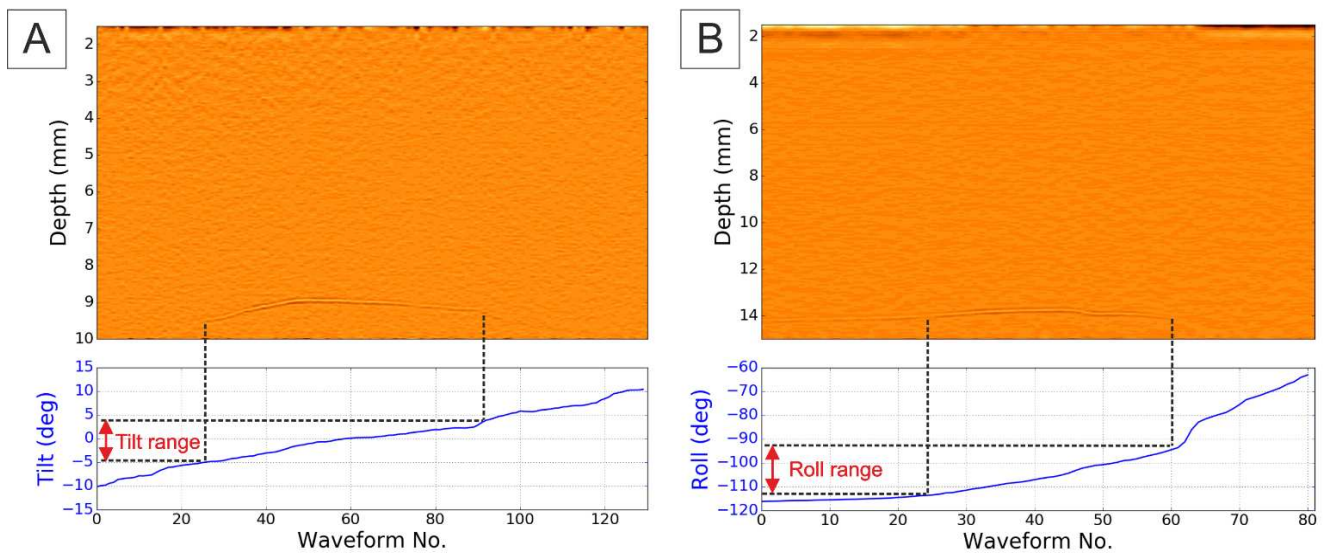 A
Depth (mm)
2
3
4
5
6
7
8
9
10
Tilt (deg)
15
10
5
0
−5
−10
−15
Tilt range
0 20 40 60 80 100 120
Waveform No.
B
Depth (mm)
2
4
6
8
10
12
14
Roll (deg)
−60
−70
−80
−90
−100
−110
−120
Roll range
0 10 20 30 40 50 60 70 80
Waveform No.